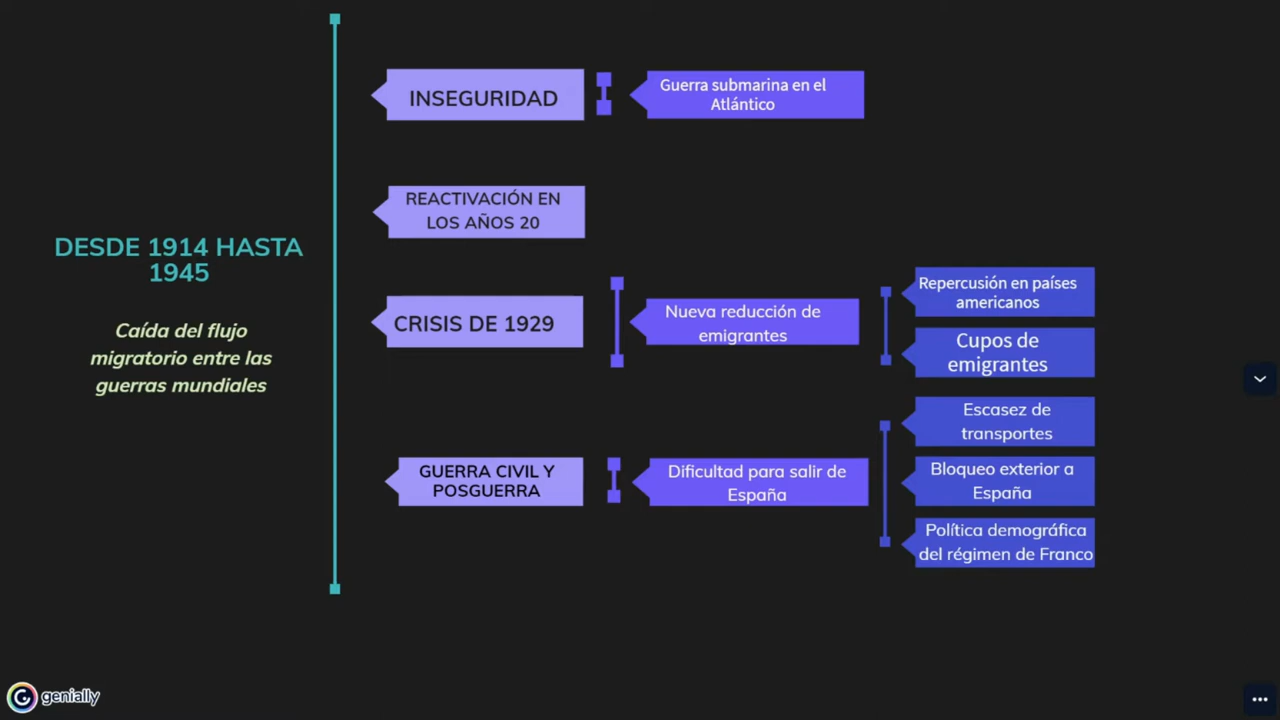 DESDE 1914 HASTA
1945
Caída del flujo
migratorio entre las
guerras mundiales
INSEGURIDAD
Guerra submarina en el
Atlántico
REACTIVACIÓN EN
LOS AÑOS 20
CRISIS DE 1929
Nueva reducción de
emigrantes
Repercusión en países
americanos
Cupos de
emigrantes
GUERRA CIVIL Y
POSGUERRA
Dificultad para salir de
España
Escasez de
transportes
Bloqueo exterior a
España
Política demográfica
del régimen de Franco
genially